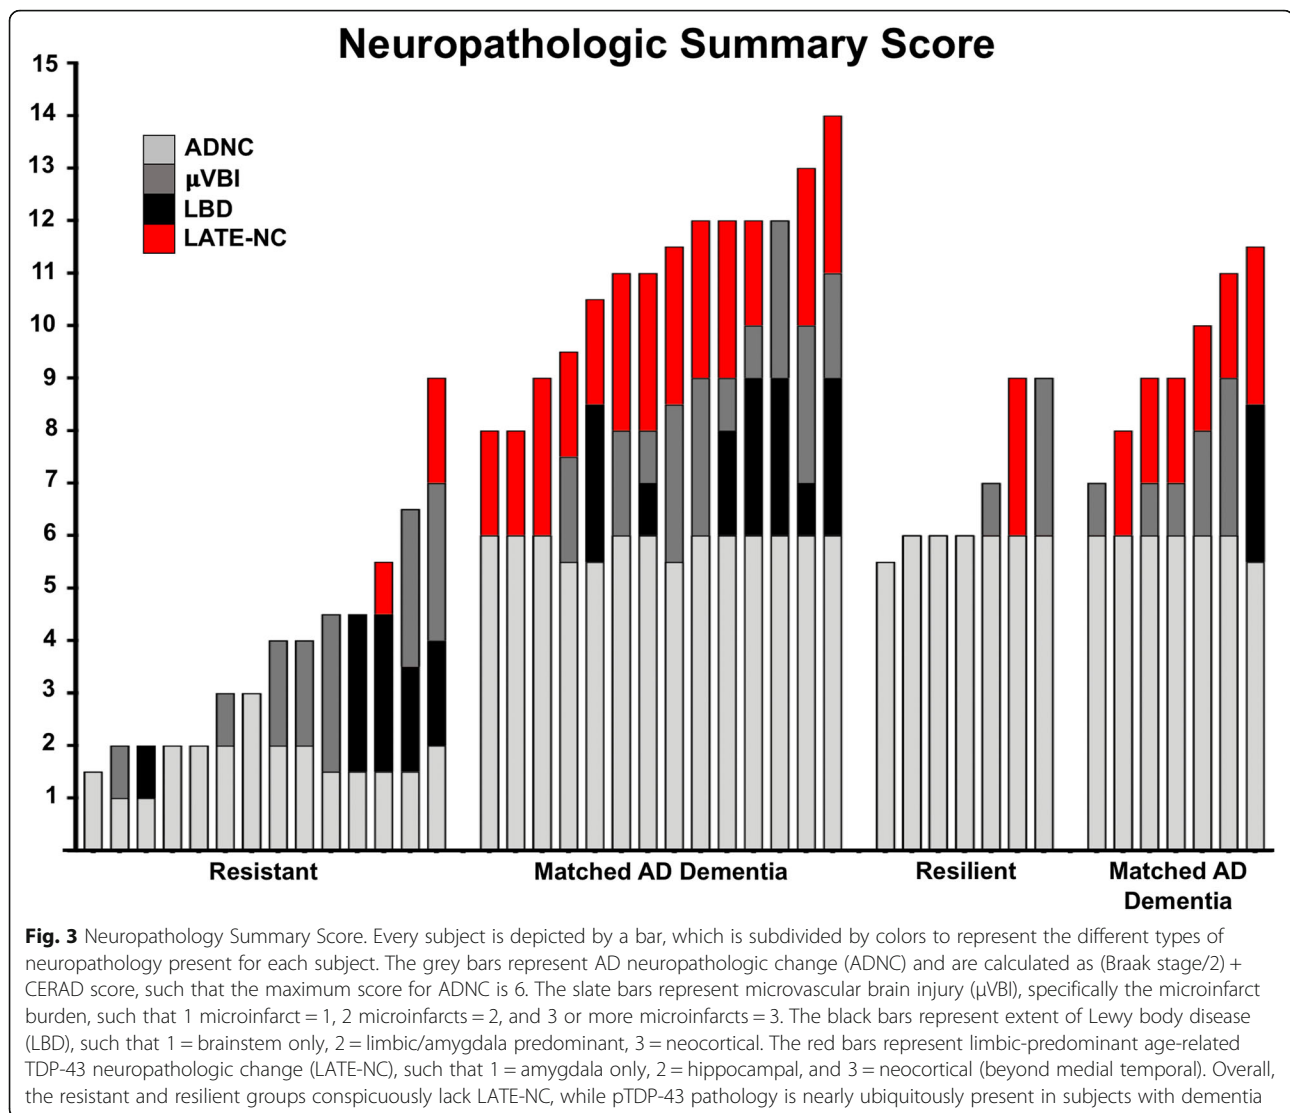 Neuropathologic Summary Score
15
14
13
12
11
10
9
8
7
6
5
4
3
2
1
ADNC
µVBI
LBD
LATE-NC
Resistant
Matched AD Dementia
Resilient
Matched AD
Dementia
Fig. 3 Neuropathology Summary Score. Every subject is depicted by a bar, which is subdivided by colors to represent the different types of
neuropathology present for each subject. The grey bars represent AD neuropathologic change (ADNC) and are calculated as (Braak stage/2) +
CERAD score, such that the maximum score for ADNC is 6. The slate bars represent microvascular brain injury (µVBI), specifically the microinfarct
burden, such that 1 microinfarct = 1, 2 microinfarcts = 2, and 3 or more microinfarcts = 3. The black bars represent extent of Lewy body disease
(LBD), such that 1 = brainstem only, 2 = limbic/amygdala predominant, 3 = neocortical. The red bars represent limbic-predominant age-related
TDP-43 neuropathologic change (LATE-NC), such that 1 = amygdala only, 2 = hippocampal, and 3 = neocortical (beyond medial temporal). Overall,
the resistant and resilient groups conspicuously lack LATE-NC, while pTDP-43 pathology is nearly ubiquitously present in subjects with dementia